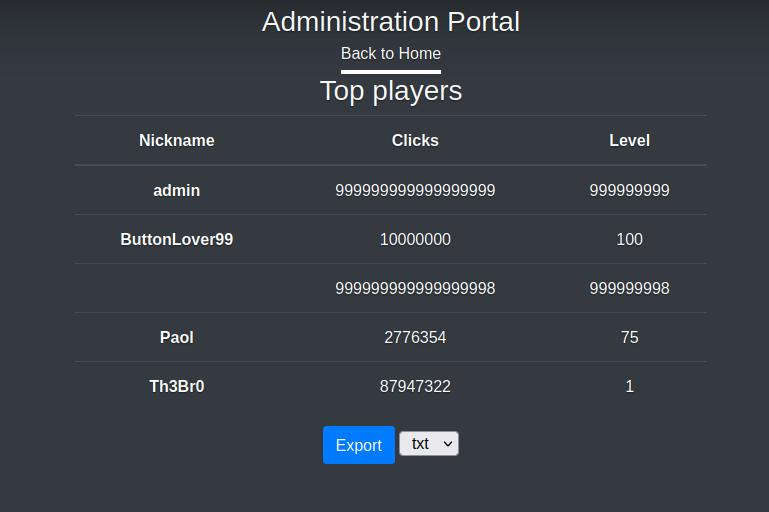 Administration Portal
Back to Home
Top players
Nickname Clicks Level
admin 999999999999999999 999999999
ButtonLover99 10000000 100
999999999999999998 999999998
Paol 2776354 75
Th3Br0 87947322 1
Export txt